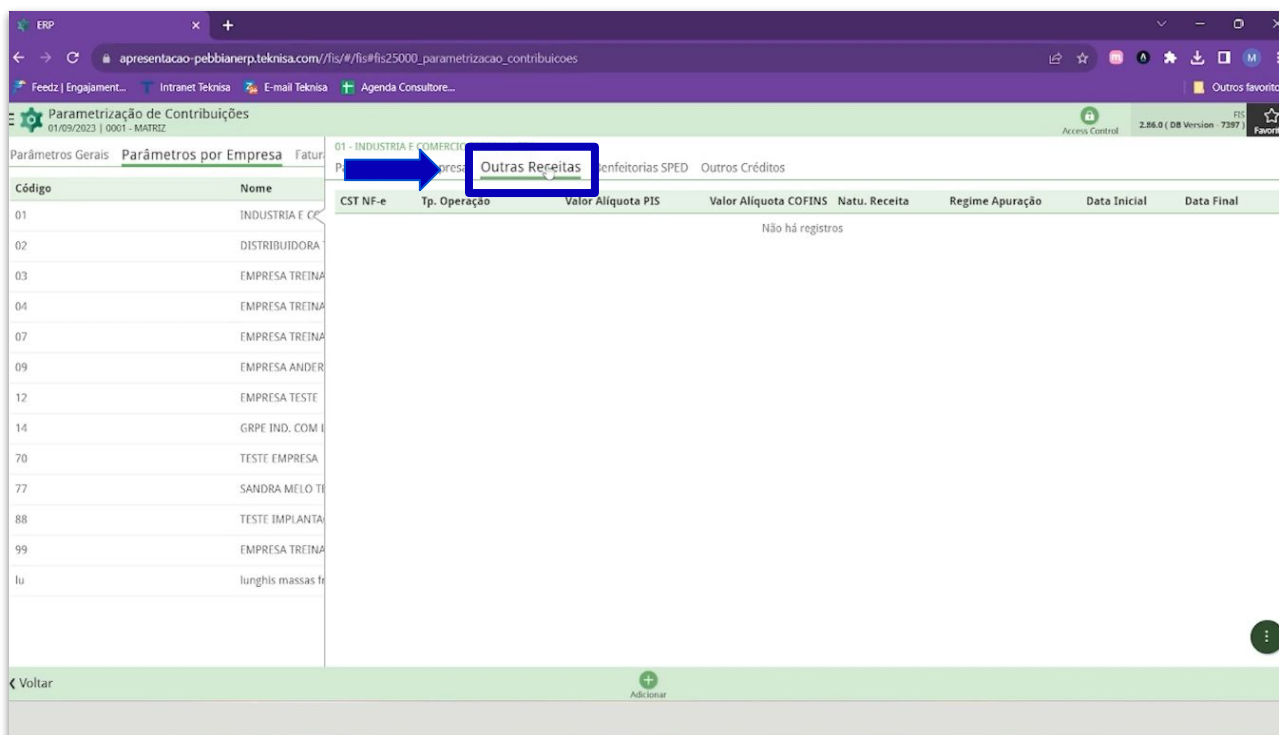 ERP
apresentacao-pebbianerp.teknisa.com//fis/#/fis#fis25000_parametrizacao_contribuicoes
M
Feedz | Engajament... Intranet Teknisa E-mail Teknisa Agenda Consultore... Outros favorito
Parametrização de Contribuições
01/09/2023 | 0001 - MATRIZ
Access Control
2.86.0 ( DB Version - 7397 )
FIS
Favorit
Parâmetros Gerais Parâmetros por Empresa Fatur
01 - INDUSTRIA E COMERCIO
Outras Receitas Benfeitorias SPED Outros Créditos
Código Nome
CST NF-e Tp. Operação Valor Alíquota PIS Valor Alíquota COFINS Natu. Receita Regime Apuração Data Inicial Data Final
Não há registros
01 INDUSTRIA E CO
02 DISTRIBUIDORA
03 EMPRESA TREINA
04 EMPRESA TREINA
07 EMPRESA TREINA
09 EMPRESA ANDER
12 EMPRESA TESTE
14 GRPE IND. COM
70 TESTE EMPRESA
77 SANDRA MELO TE
88 TESTE IMPLANTA
99 EMPRESA TREINA
lu lunghis massas fr
Voltar
Adicionar